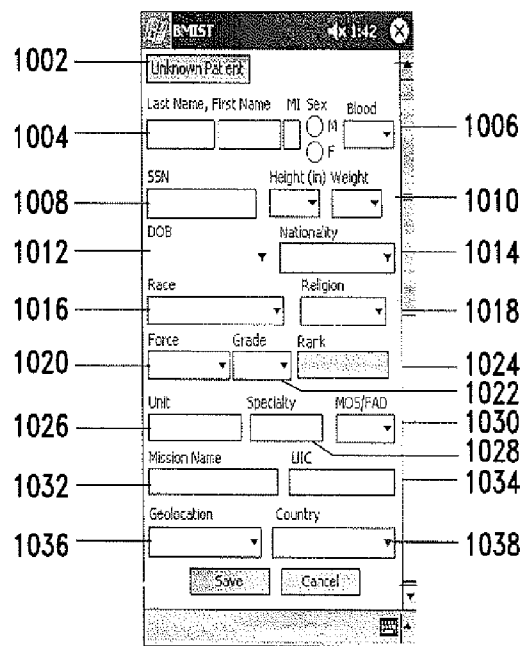 BMIST 1:42
1002 Unknown Patient
Last Name, First Name MI Sex Blood
1004 M F 1006
SSN Height (in) Weight
1008 1010
DOB Nationality
1012 1014
Race Religion
1016 1018
Force Grade Rank
1020 1024
1022
Unit Specialty MOS/FAD
1026 1030
1028
Mission Name UIC
1032 1034
Geolocation Country
1036 1038
Save Cancel